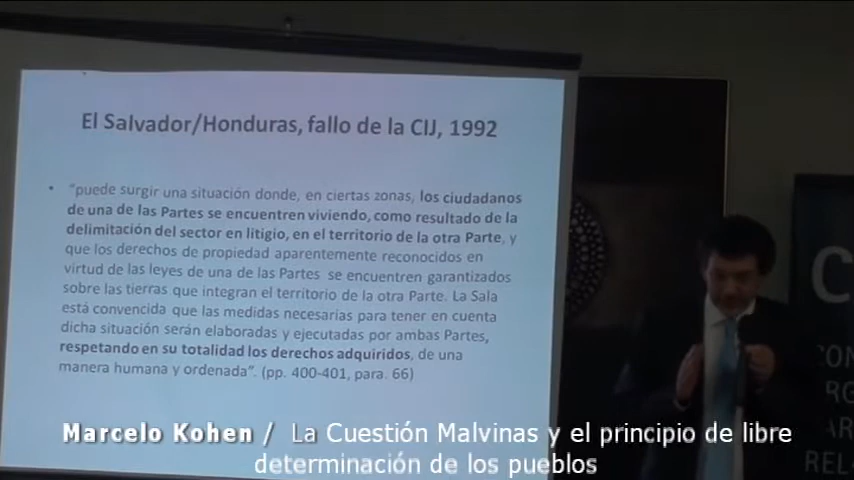 El Salvador/Honduras, fallo de la CIJ, 1992
• "puede surgir una situación donde, en ciertas zonas, los ciudadanos
de una de las Partes se encuentren viviendo, como resultado de la
delimitación del sector en litigio, en el territorio de la otra Parte, y
que los derechos de propiedad aparentemente reconocidos en
virtud de las leyes de una de las Partes se encuentren garantizados
sobre las tierras que integran el territorio de la otra Parte. La Sala
está convencida que las medidas necesarias para tener en cuenta
dicha situación serán elaboradas y ejecutadas por ambas Partes,
respetando en su totalidad los derechos adquiridos, de una
manera humana y ordenada". (pp. 400-401, para. 66)
Marcelo Kohen / La Cuestión Malvinas y el principio de libre
determinación de los pueblos